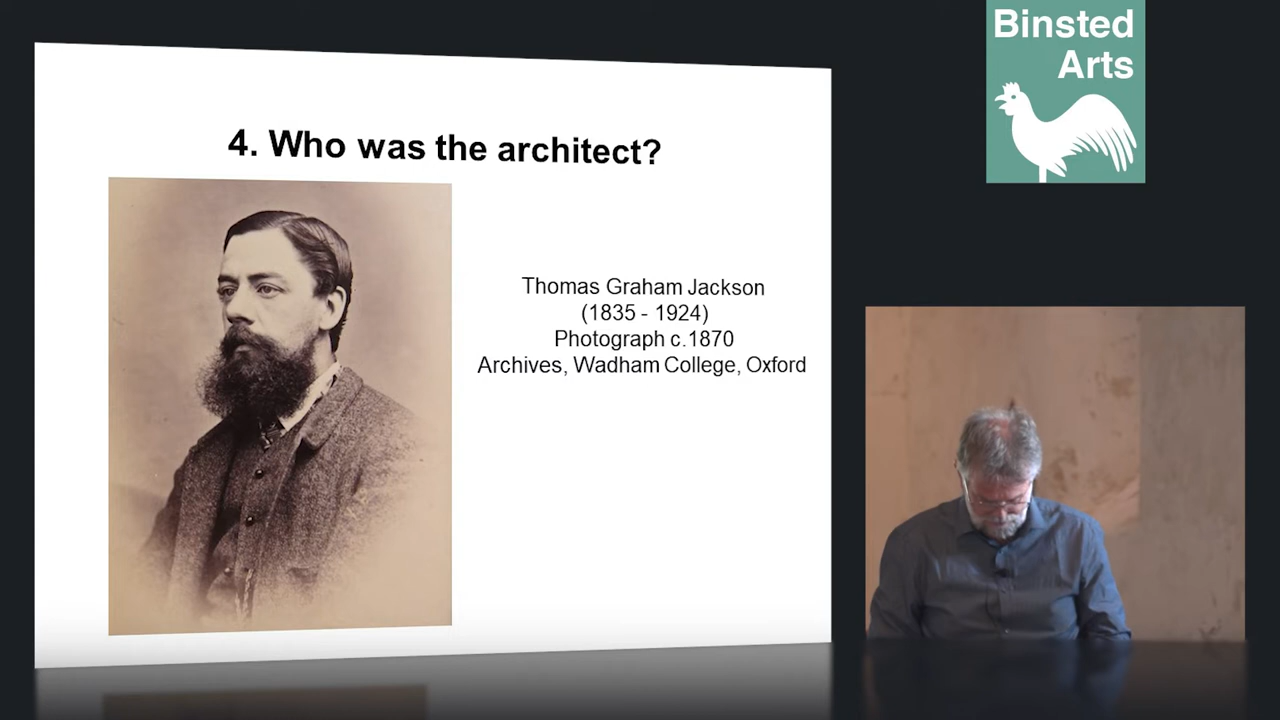 Binsted
Arts
4. Who was the architect?
Thomas Graham Jackson
(1835 - 1924)
Photograph c.1870
Archives, Wadham College, Oxford